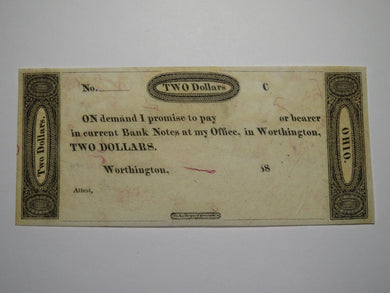 No. TWO Dollars C
ON demand I promise to pay or bearer
in current Bank Notes at my Office, in Worthington,
TWO DOLLARS.
Worthington, 18
Attest,
Two Dollars.
OHIO.